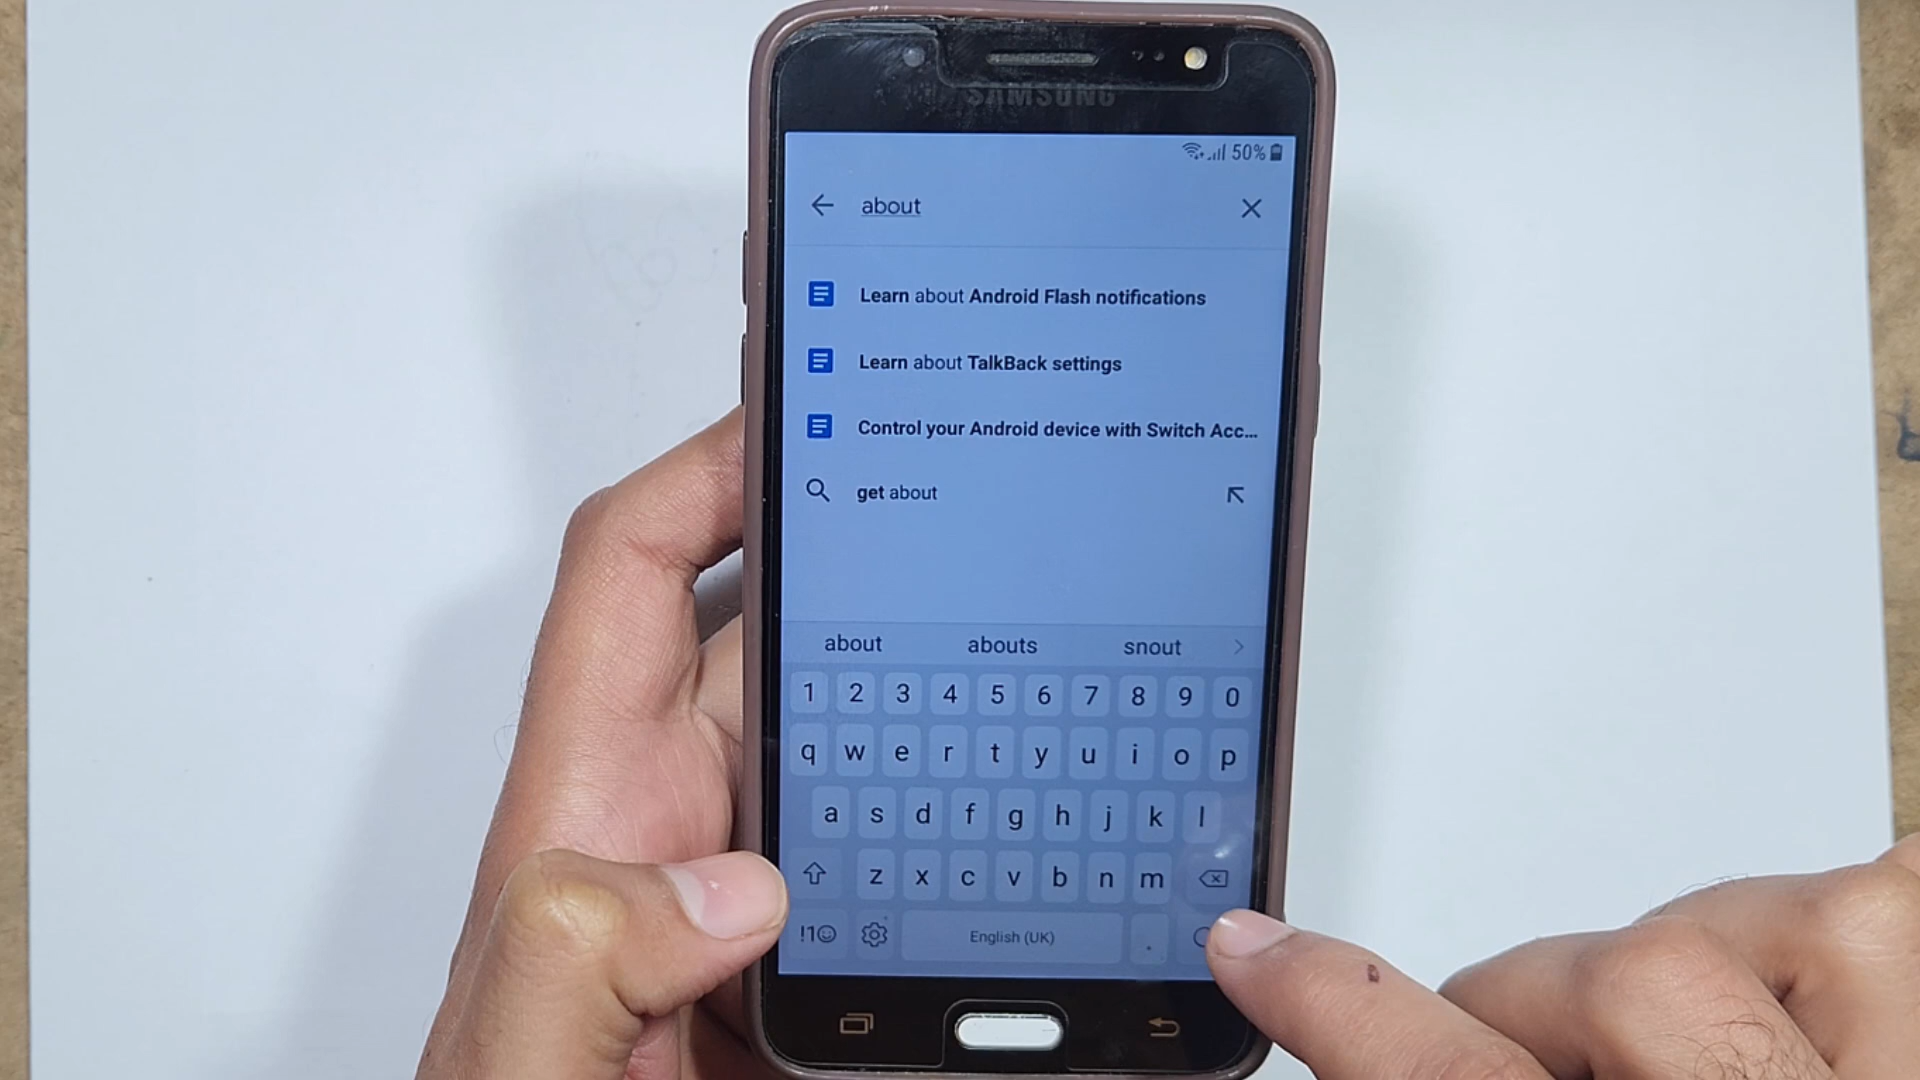 SAMSUNG
50%
about
Learn about Android Flash notifications
Learn about TalkBack settings
Control your Android device with Switch Acc...
get about
about abouts snout
1 2 3 4 5 6 7 8 9 0
q w e r t y u i o p
a s d f g h j k l
z x c v b n m
!1☺ English (UK) .